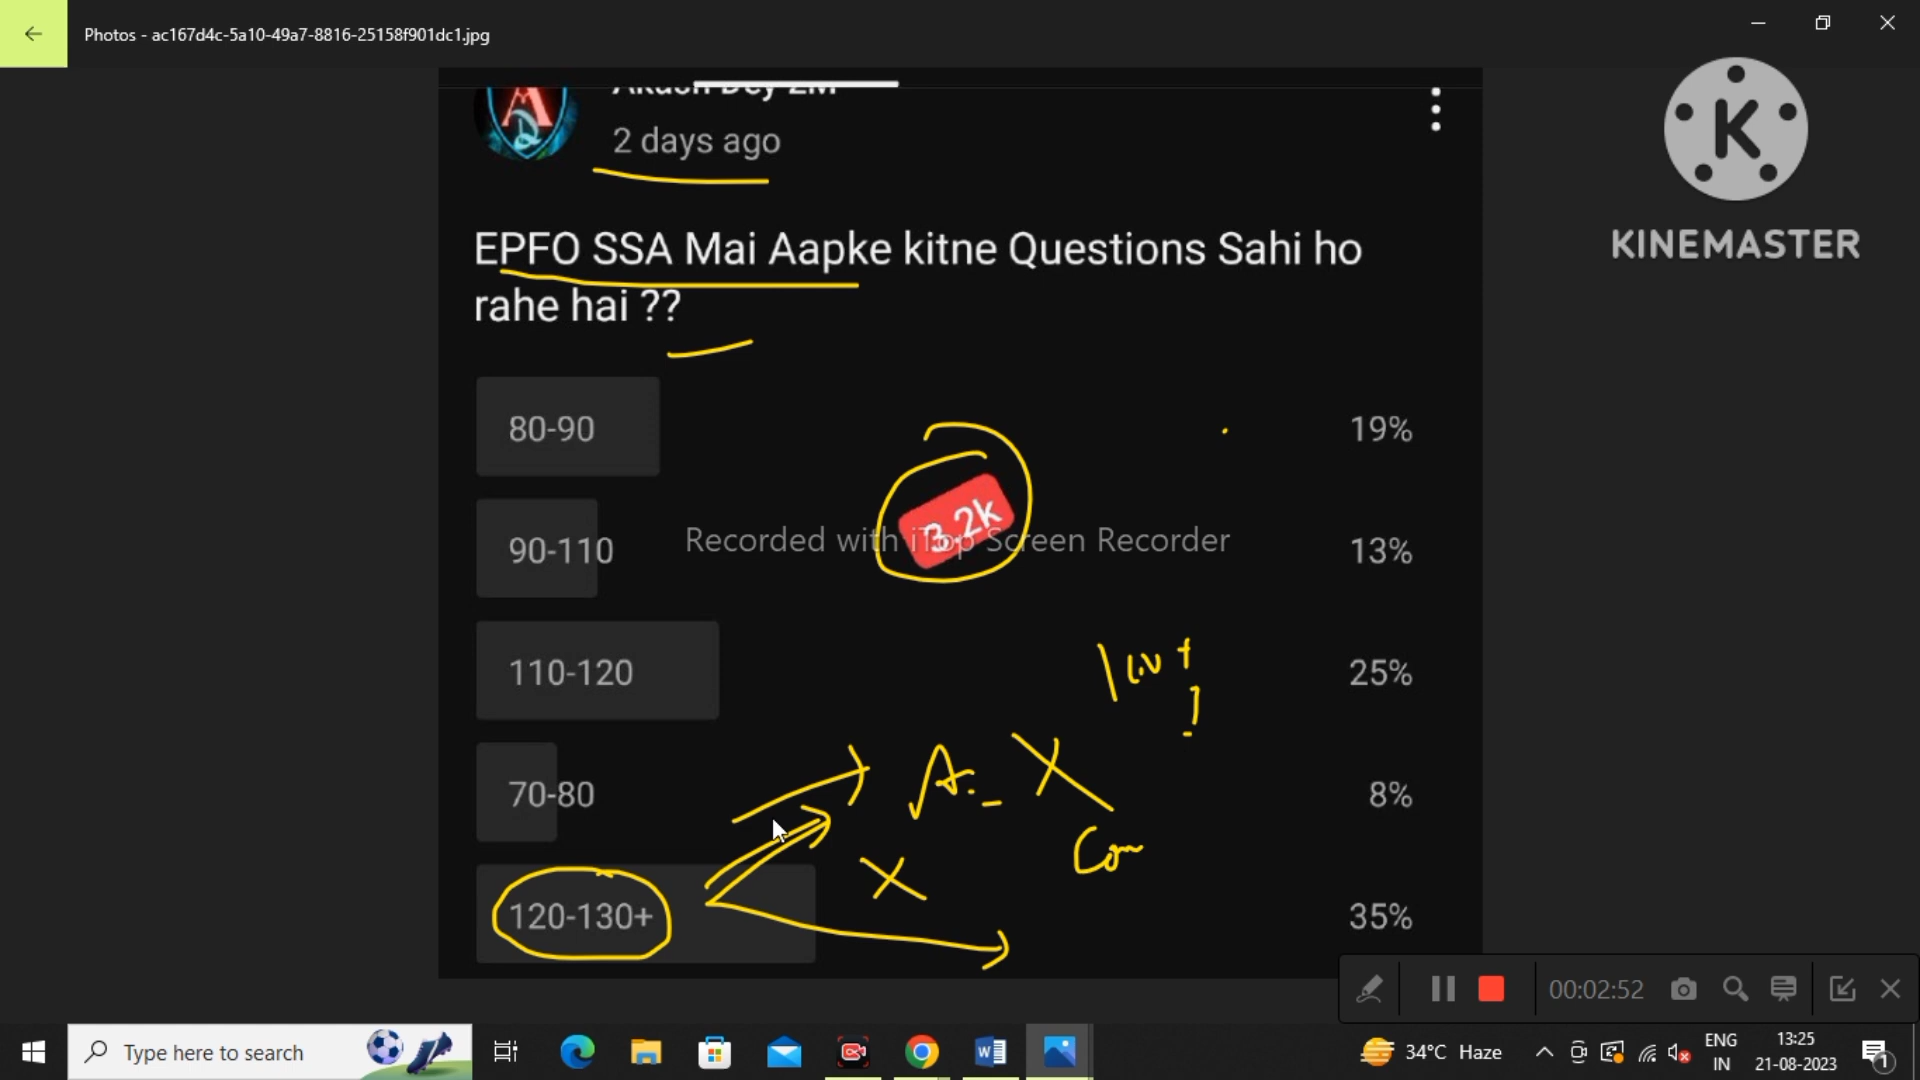 Photos - ac167d4c-5a10-49a7-8816-25158f901dc1.jpg
KINEMASTER
2 days ago
EPFO SSA Mai Aapke kitne Questions Sahi ho
rahe hai ??
80-90 19%
3.2k
90-110 13%
Recorded with iTop Screen Recorder
110-120 25%
70-80 8%
120-130+ 35%
00:02:52
Type here to search
34°C Haze
ENG
IN
13:25
21-08-2023
1